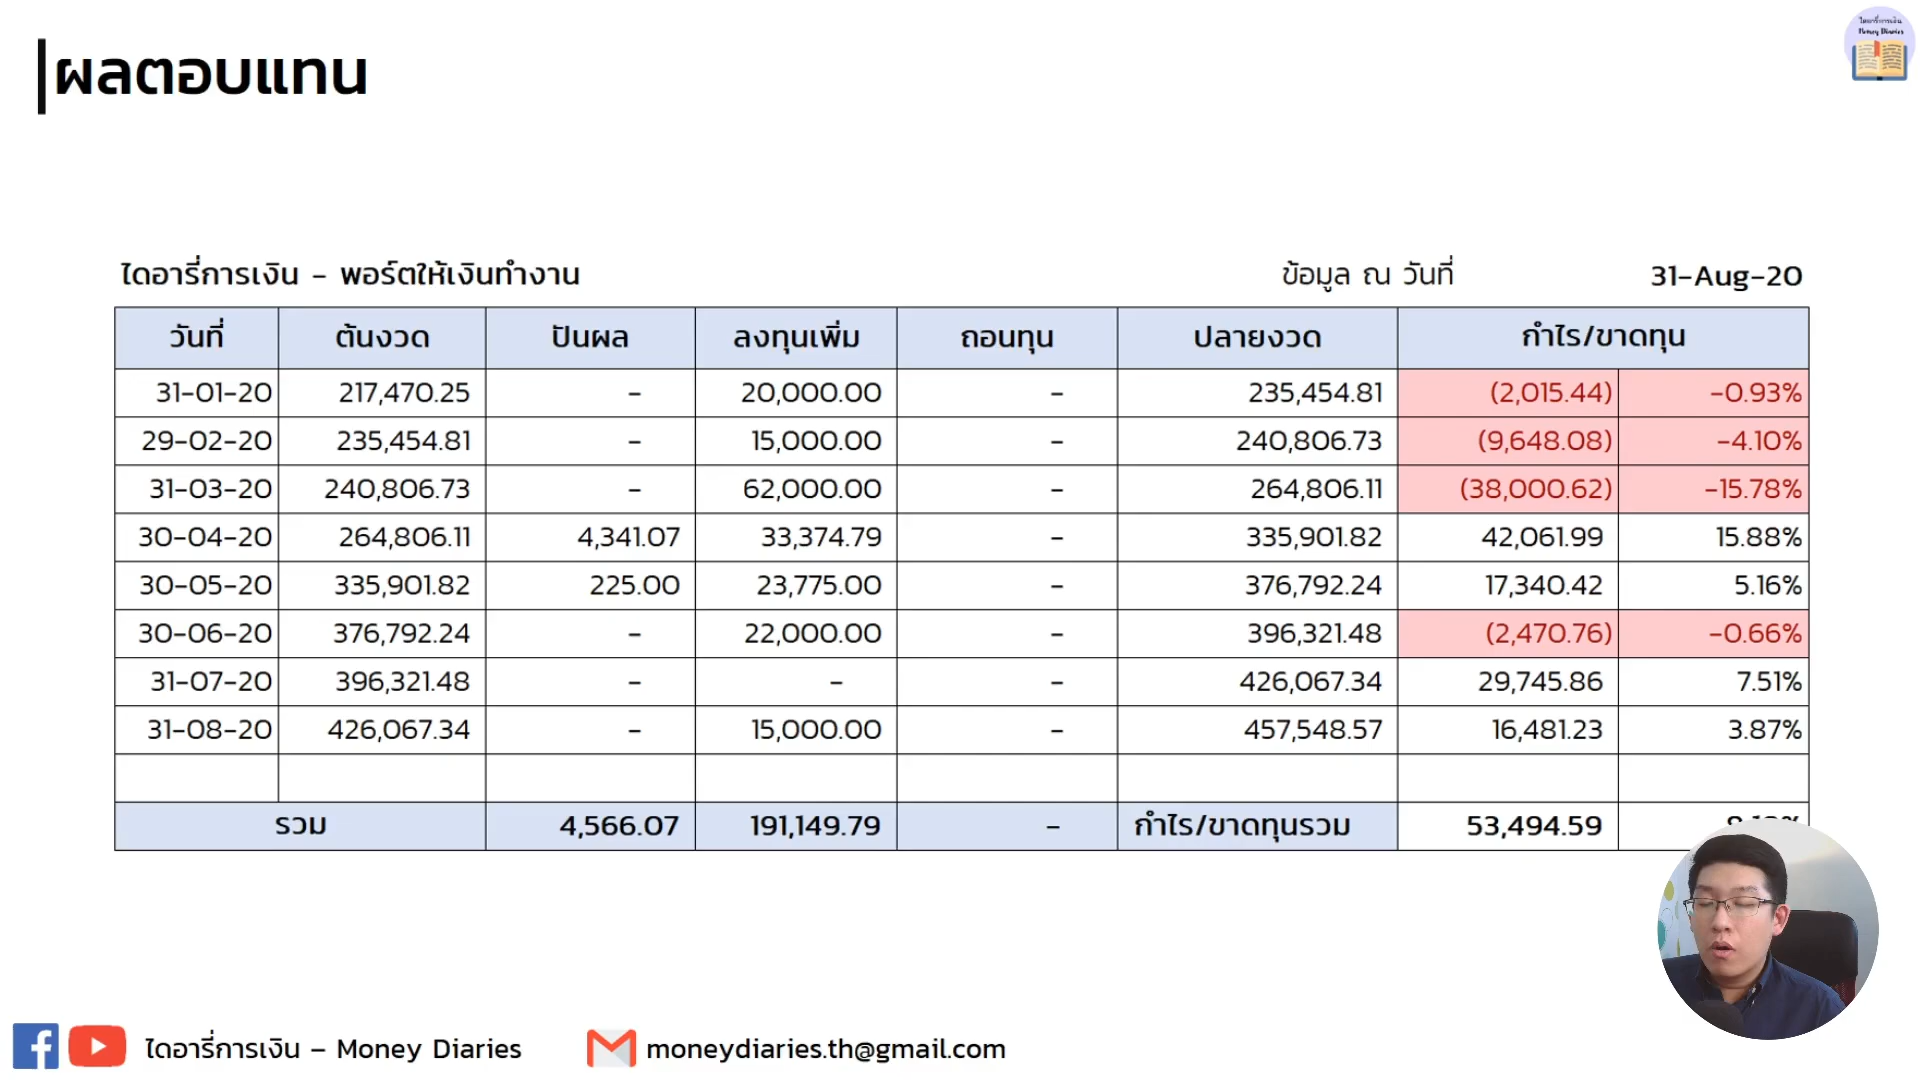 ไดอารี่การเงิน
Money Diaries
ผลตอบแทน
ไดอารี่การเงิน - พอร์ตให้เงินทำงาน ข้อมูล ณ วันที่ 31-Aug-20
วันที่ ต้นงวด ปันผล ลงทุนเพิ่ม ถอนทุน ปลายงวด กำไร/ขาดทุน
31-01-20 217,470.25 - 20,000.00 - 235,454.81 (2,015.44) -0.93%
29-02-20 235,454.81 - 15,000.00 - 240,806.73 (9,648.08) -4.10%
31-03-20 240,806.73 - 62,000.00 - 264,806.11 (38,000.62) -15.78%
30-04-20 264,806.11 4,341.07 33,374.79 - 335,901.82 42,061.99 15.88%
30-05-20 335,901.82 225.00 23,775.00 - 376,792.24 17,340.42 5.16%
30-06-20 376,792.24 - 22,000.00 - 396,321.48 (2,470.76) -0.66%
31-07-20 396,321.48 - - - 426,067.34 29,745.86 7.51%
31-08-20 426,067.34 - 15,000.00 - 457,548.57 16,481.23 3.87%
รวม 4,566.07 191,149.79 - กำไร/ขาดทุนรวม 53,494.59
ไดอารี่การเงิน – Money Diaries moneydiaries.th@gmail.com